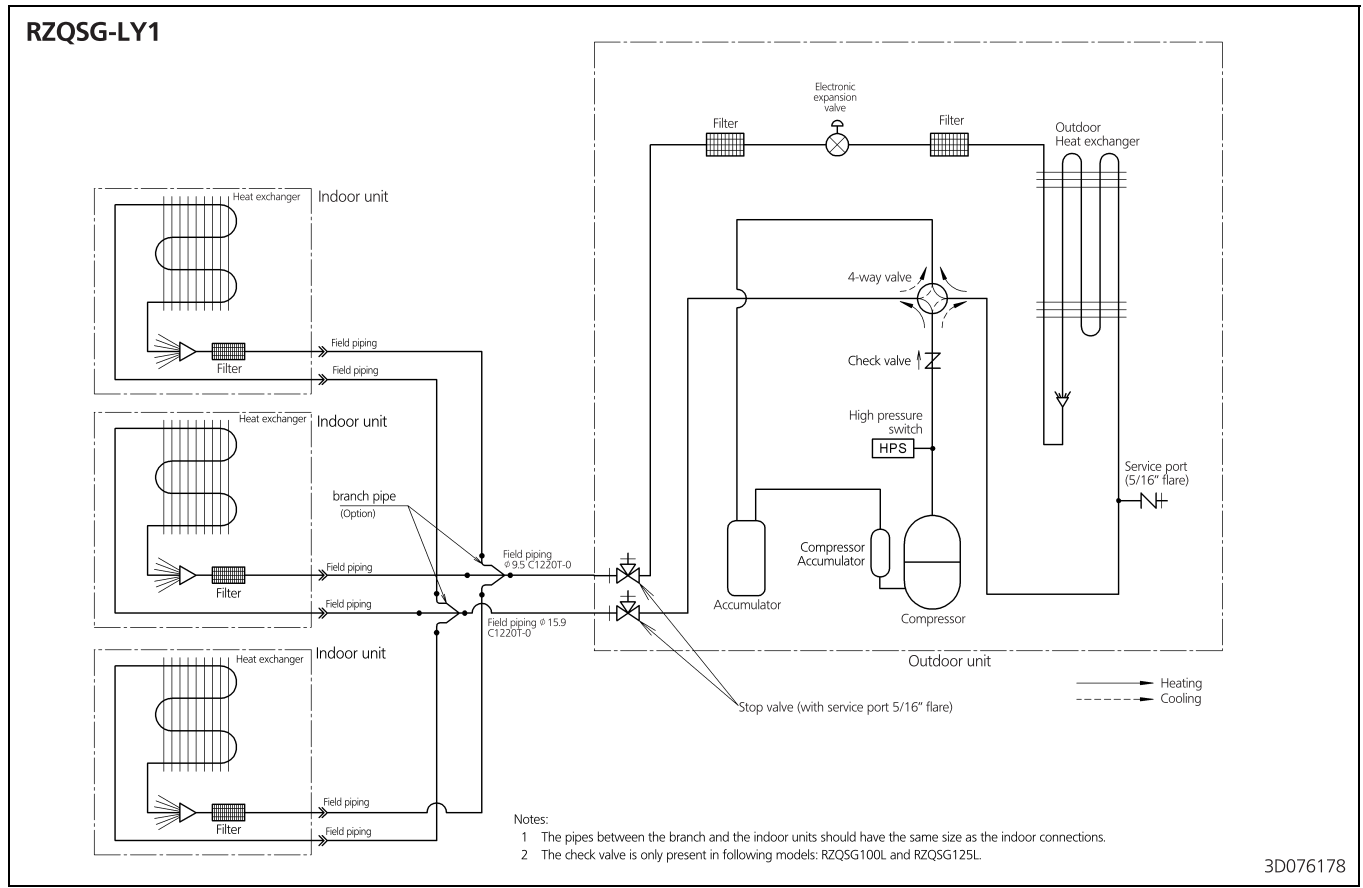 RZQSG-LY1
Electronic
expansion
valve
Filter
Filter
Outdoor
Heat exchanger
Heat exchanger
Indoor unit
4-way valve
Field piping
Filter
Field piping
Check valve
High pressure
switch
HPS
Heat exchanger
Indoor unit
Service port
(5/16" flare)
branch pipe
(Option)
Field piping
ϕ 9.5 C1220T-0
Compressor
Accumulator
Field piping
Filter
Field piping
Accumulator
Compressor
Field piping ϕ 15.9
C1220T-0
Heat exchanger
Indoor unit
Outdoor unit
Heating
Cooling
Stop valve (with service port 5/16" flare)
Field piping
Filter
Field piping
Notes:
1 The pipes between the branch and the indoor units should have the same size as the indoor connections.
2 The check valve is only present in following models: RZQSG100L and RZQSG125L.
3D076178